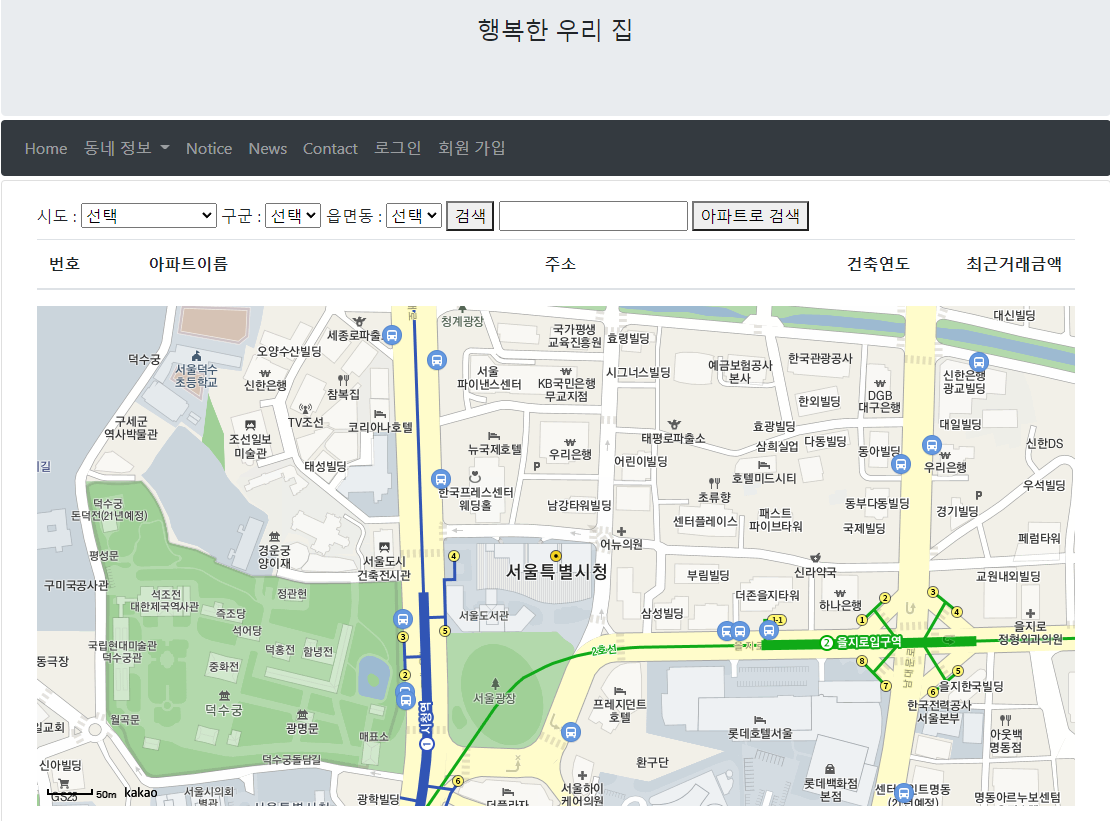 행복한 우리 집
Home 동네 정보 Notice News Contact 로그인 회원 가입
시도 : 선택 구군 : 선택 읍면동 : 선택 검색 아파트로 검색
번호 아파트이름 주소 건축연도 최근거래금액
청계광장
대신빌딩
세종로파출소
국가평생
교육진흥원
효령빌딩
덕수궁
오양수산빌딩
서울덕수
초등학교
신한은행
참복집
서울
파이낸스센터
KB국민은행
무교지점
시그너스빌딩
예금보험공사
본사
한국관광공사
신한은행
광교빌딩
DGB
대구은행
한외빌딩
구세군
역사박물관
TV조선
코리아나호텔
조선일보
미술관
태성빌딩
뉴국제호텔
우리은행
P
태평로파출소
어린이빌딩
효광빌딩
삼희실업
다동빌딩
대일빌딩
동아빌딩
우리은행
신한DS
호텔미드시티
우석빌딩
한국프레스센터
웨딩홀
남강타워빌딩
초류향
센터플레이스
패스트
파이브타워
동부다동빌딩
국제빌딩
P
경기빌딩
덕수궁
돈덕전(21년예정)
경운궁
양이재
서울도시
건축전시관
어뉴의원
서울특별시청
펨럼타워
평성문
구미국공사관
정관헌
석조전
대한제국역사관
즉조당
석어당
서울도서관
부림빌딩
신라약국
교원내외빌딩
삼성빌딩
더존을지타워
하나은행
을지로
정형외과의원
국립현대미술관
덕수궁관
덕홍전
함녕전
중화전
동극장
2호선
1-1
2 을지로입구역
남대문로
덕수궁
월곡문
광명문
매표소
서울광장
1 시청역
프레지던트
호텔
롯데호텔서울
을지한국빌딩
한국전력공사
서울본부
아웃백
명동점
일교회
덕수궁돌담길
환구단
신아빌딩
GS25
50m kakao
서울시의회
별관
광학빌딩
더플라자
서울하이
케어의원
롯데백화점
본점
명동아르누보센텀